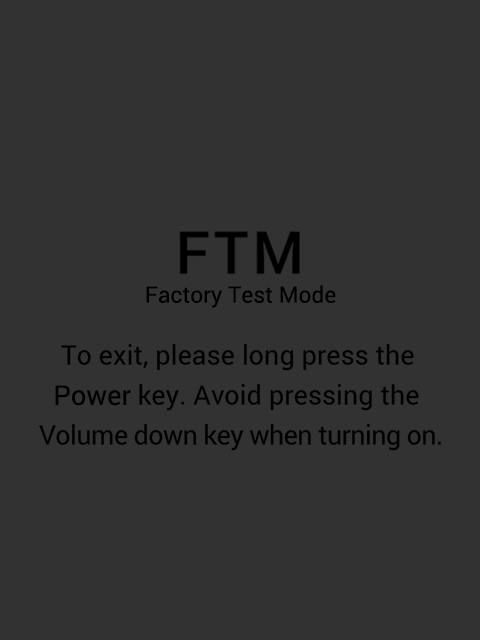 FTM
Factory Test Mode
To exit, please long press the
Power key. Avoid pressing the
Volume down key when turning on.